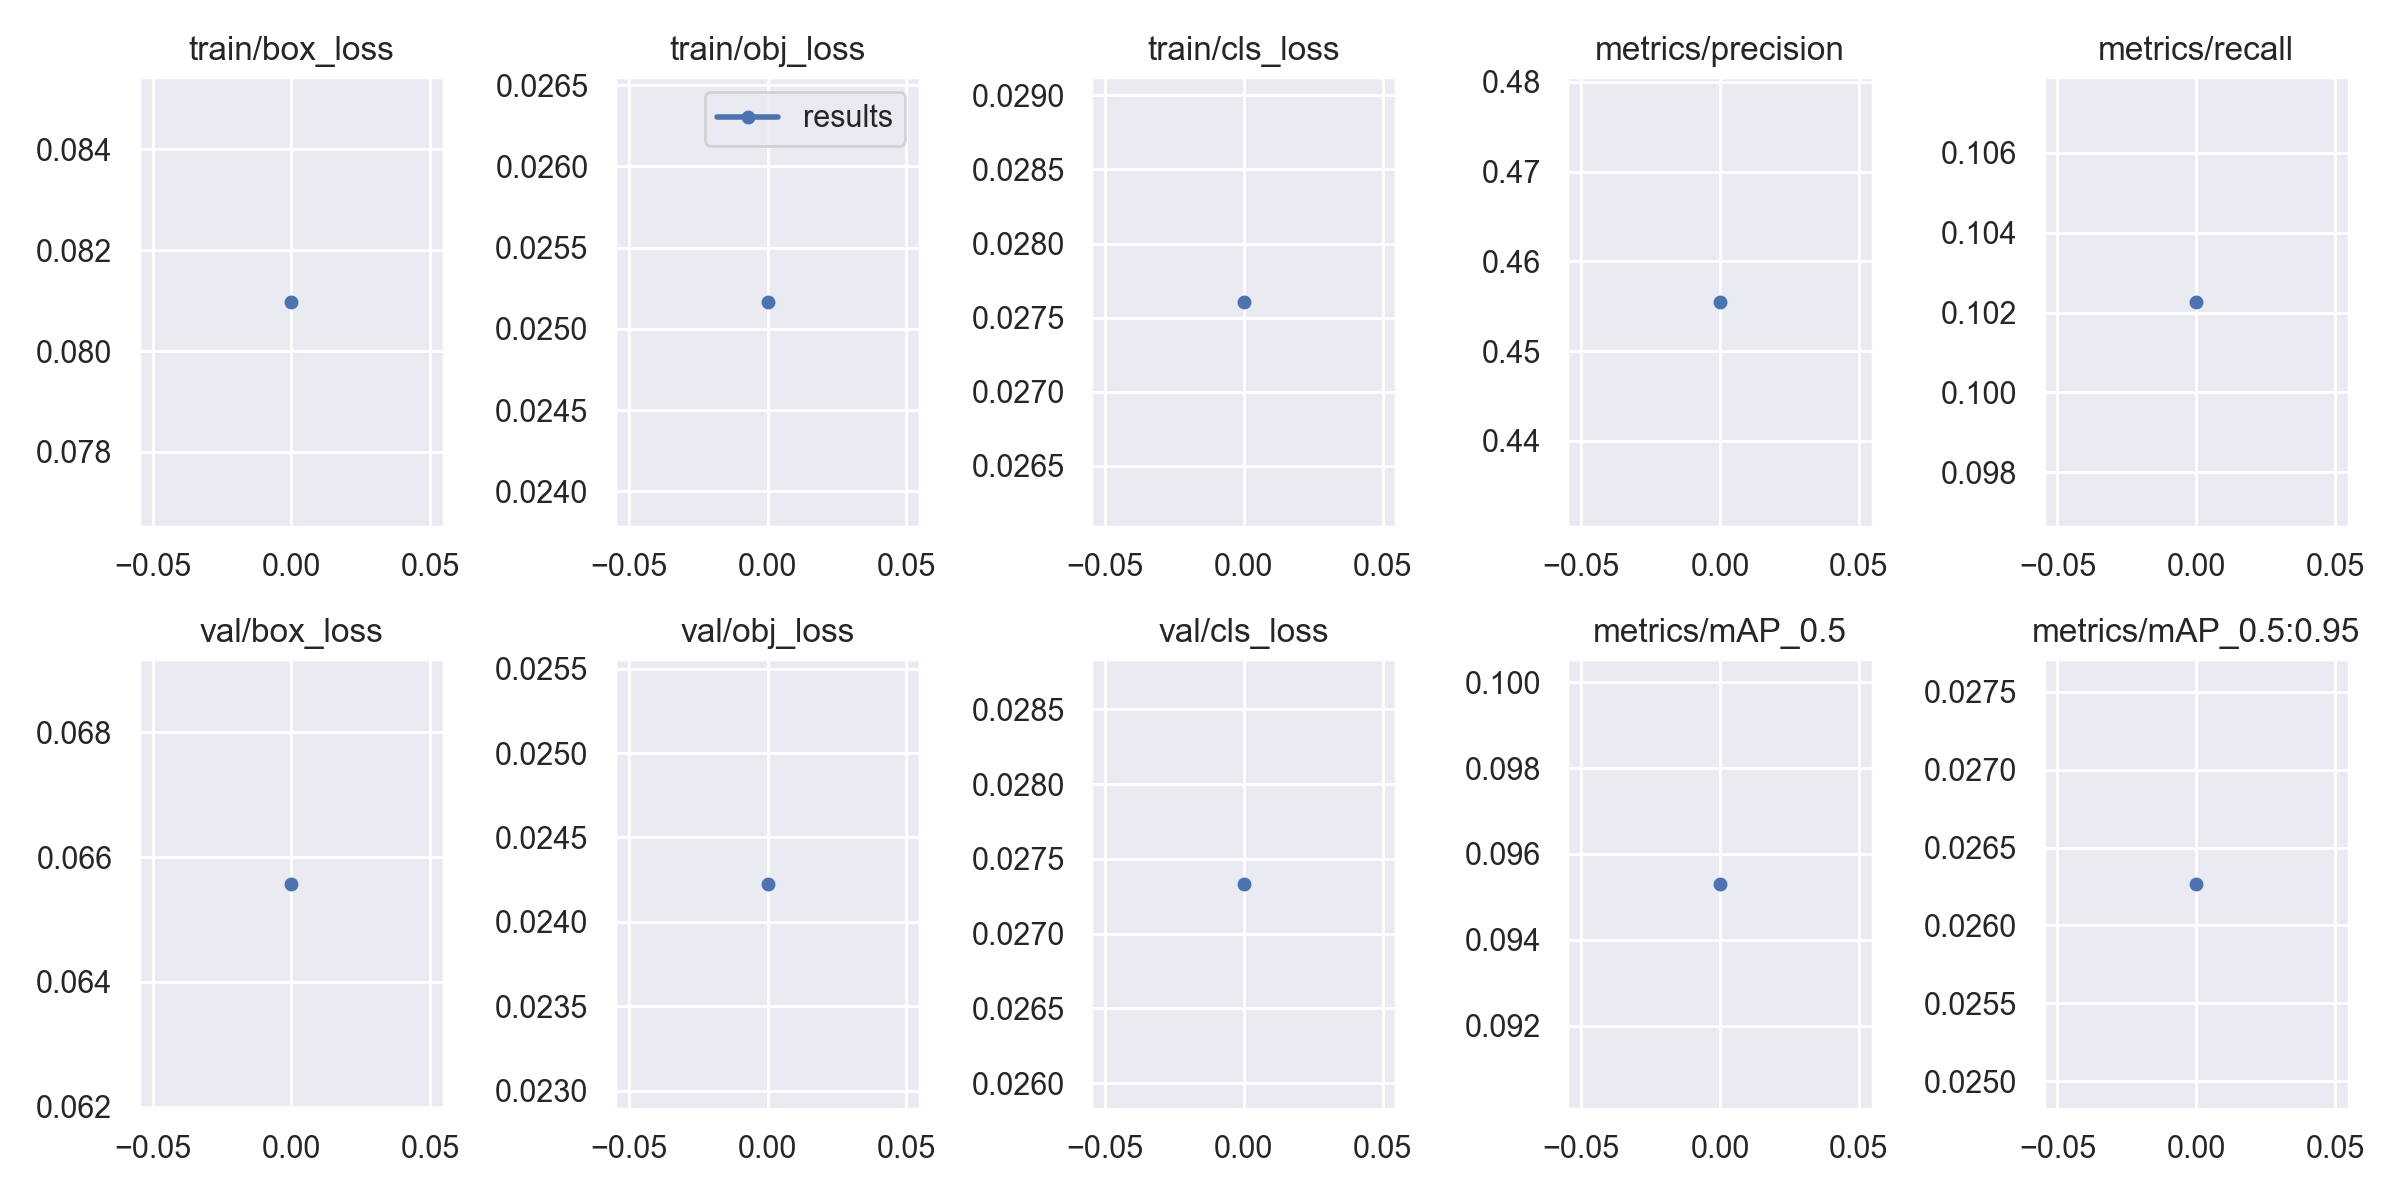 train/box_loss
0.084
0.082
0.080
0.078
−0.05 0.00 0.05
train/obj_loss
results
0.0265
0.0260
0.0255
0.0250
0.0245
0.0240
−0.05 0.00 0.05
train/cls_loss
0.0290
0.0285
0.0280
0.0275
0.0270
0.0265
−0.05 0.00 0.05
metrics/precision
0.48
0.47
0.46
0.45
0.44
−0.05 0.00 0.05
metrics/recall
0.106
0.104
0.102
0.100
0.098
−0.05 0.00 0.05
val/box_loss
0.068
0.066
0.064
0.062
−0.05 0.00 0.05
val/obj_loss
0.0255
0.0250
0.0245
0.0240
0.0235
0.0230
−0.05 0.00 0.05
val/cls_loss
0.0285
0.0280
0.0275
0.0270
0.0265
0.0260
−0.05 0.00 0.05
metrics/mAP_0.5
0.100
0.098
0.096
0.094
0.092
−0.05 0.00 0.05
metrics/mAP_0.5:0.95
0.0275
0.0270
0.0265
0.0260
0.0255
0.0250
−0.05 0.00 0.05